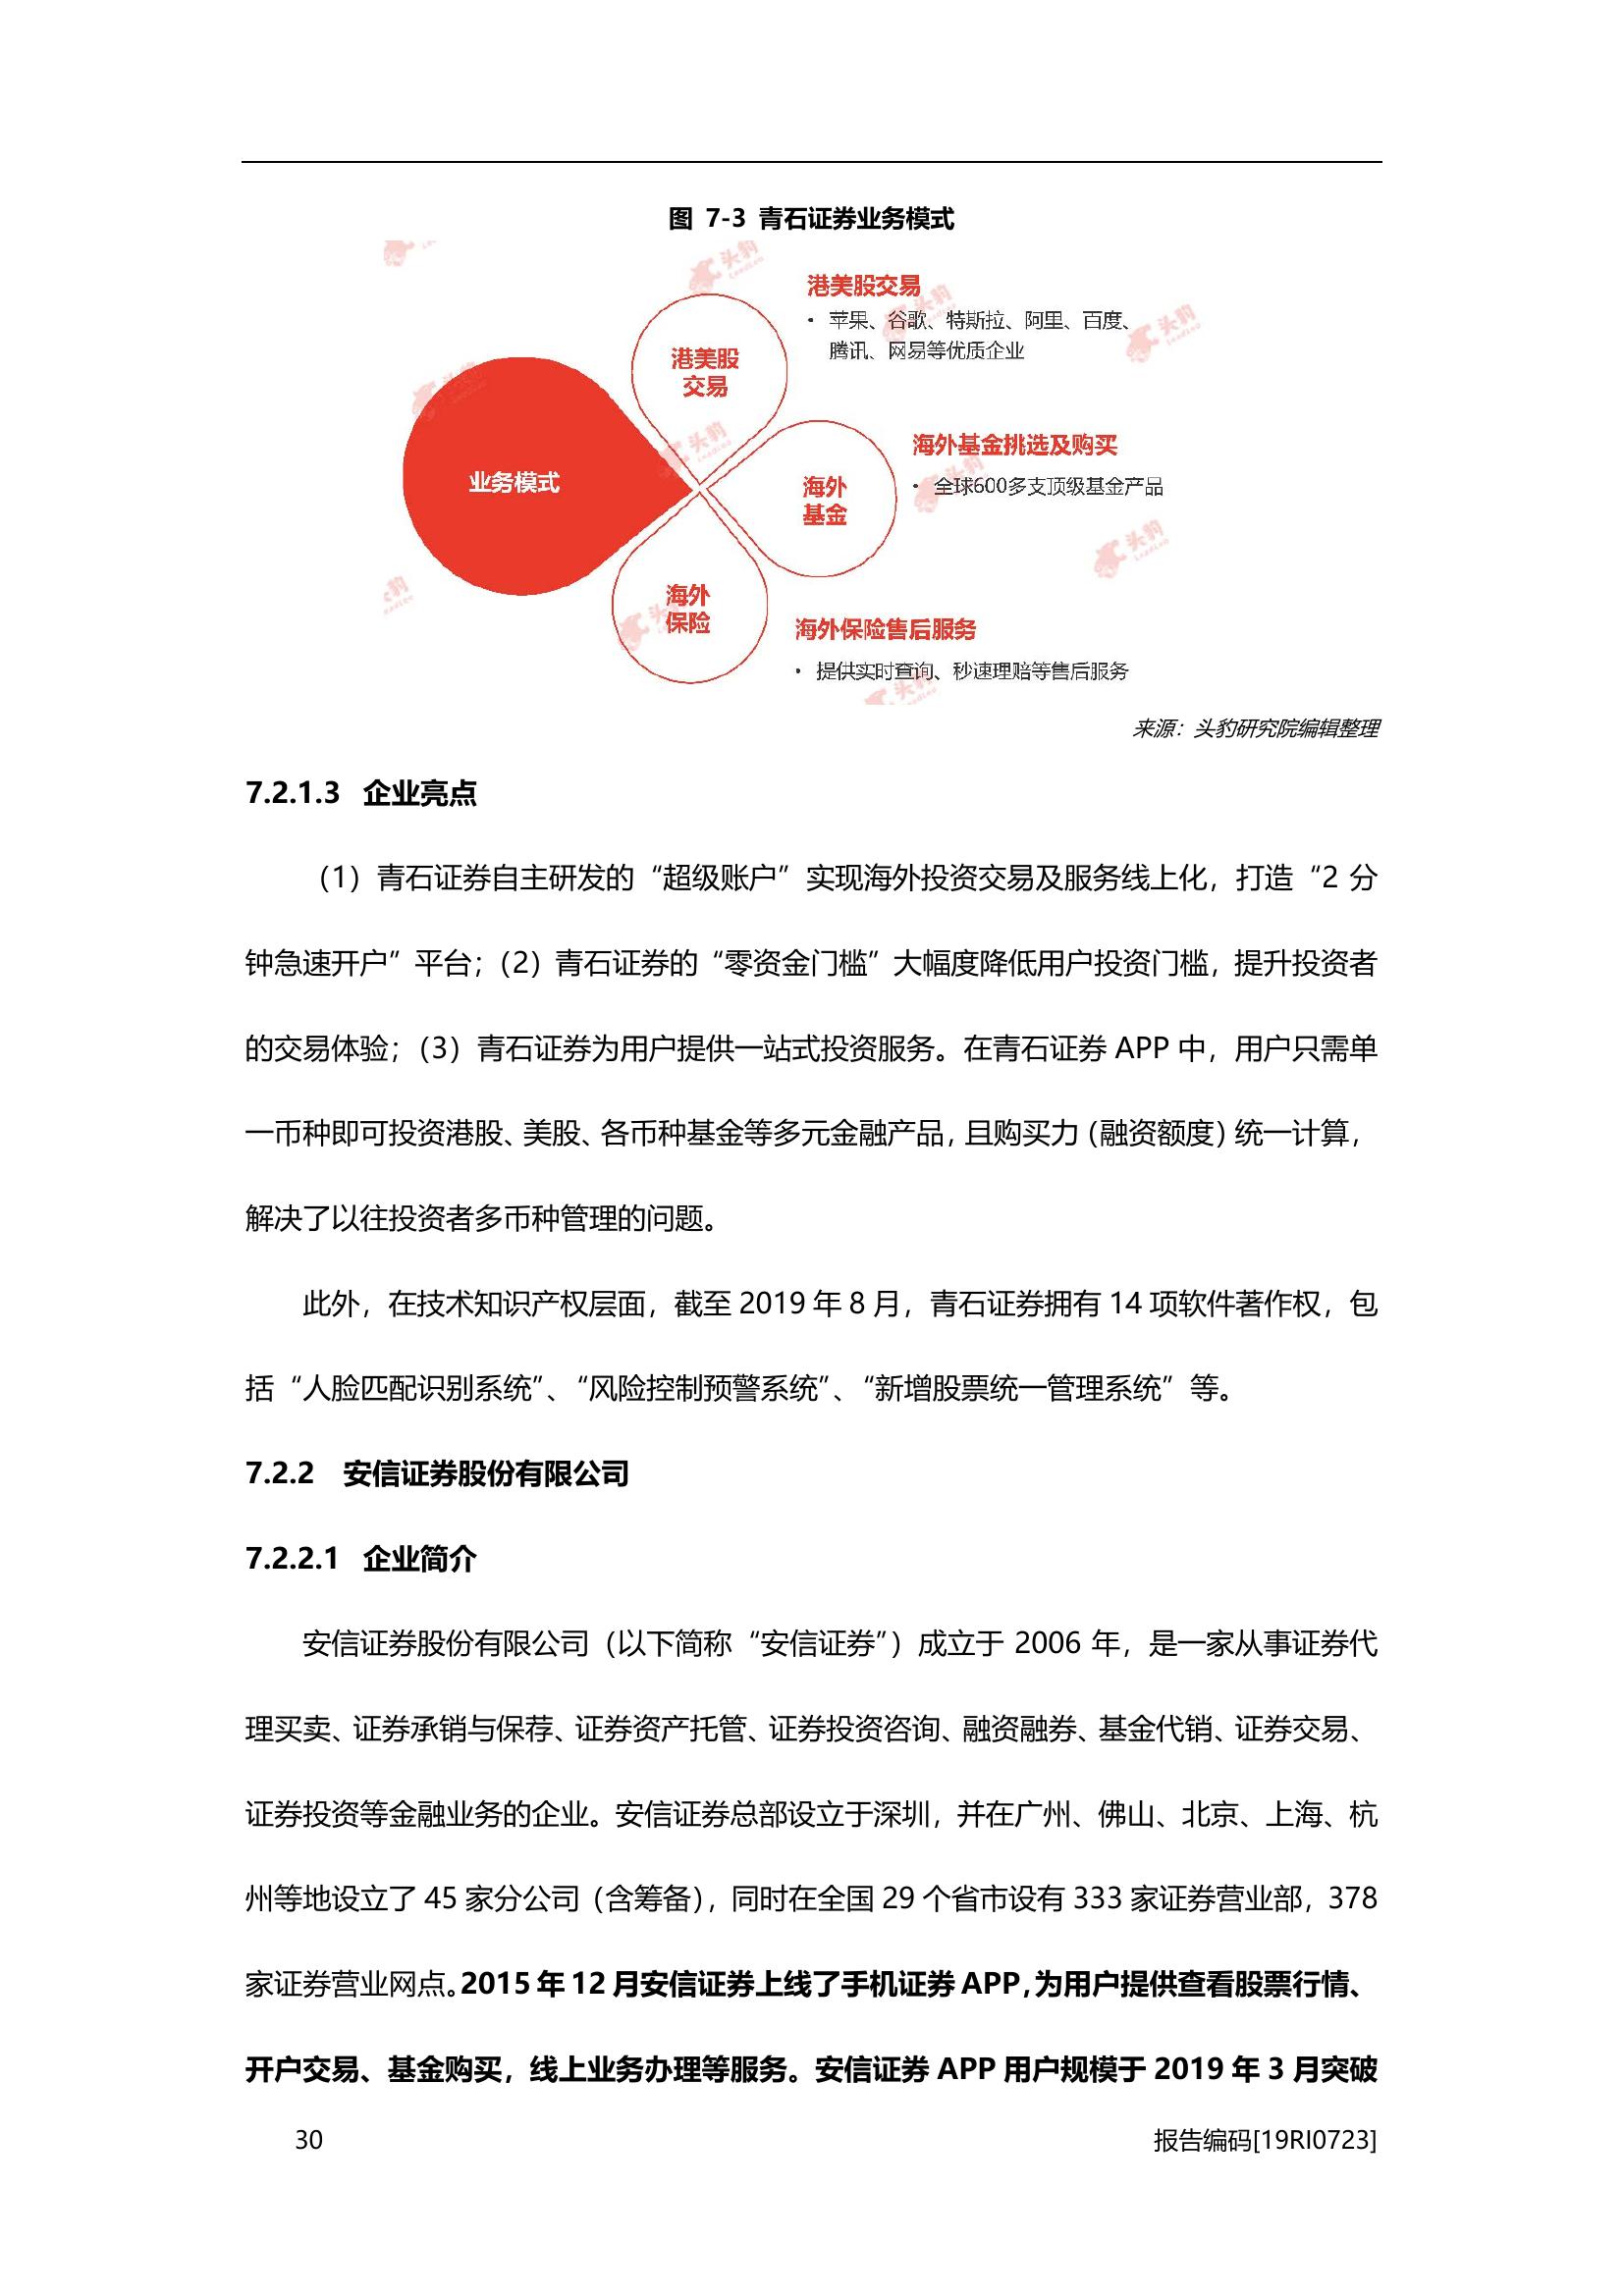 图 7-3 青石证券业务模式
业务模式
港美股
交易
海外
基金
海外
保险
港美股交易
• 苹果、谷歌、特斯拉、阿里、百度、
腾讯、网易等优质企业
海外基金挑选及购买
• 全球600多支顶级基金产品
海外保险售后服务
• 提供实时查询、秒速理赔等售后服务
头豹
来源：头豹研究院编辑整理
7.2.1.3 企业亮点
（1）青石证券自主研发的“超级账户”实现海外投资交易及服务线上化，打造“2 分
钟急速开户”平台；（2）青石证券的“零资金门槛”大幅度降低用户投资门槛，提升投资者
的交易体验；（3）青石证券为用户提供一站式投资服务。在青石证券 APP 中，用户只需单
一币种即可投资港股、美股、各币种基金等多元金融产品，且购买力（融资额度）统一计算，
解决了以往投资者多币种管理的问题。
此外，在技术知识产权层面，截至 2019 年 8 月，青石证券拥有 14 项软件著作权，包
括“人脸匹配识别系统”、“风险控制预警系统”、“新增股票统一管理系统”等。
7.2.2 安信证券股份有限公司
7.2.2.1 企业简介
安信证券股份有限公司（以下简称“安信证券”）成立于 2006 年，是一家从事证券代
理买卖、证券承销与保荐、证券资产托管、证券投资咨询、融资融券、基金代销、证券交易、
证券投资等金融业务的企业。安信证券总部设立于深圳，并在广州、佛山、北京、上海、杭
州等地设立了 45 家分公司（含筹备），同时在全国 29 个省市设有 333 家证券营业部，378
家证券营业网点。2015 年 12 月安信证券上线了手机证券 APP，为用户提供查看股票行情、
开户交易、基金购买，线上业务办理等服务。安信证券 APP 用户规模于 2019 年 3 月突破
30
报告编码[19RI0723]